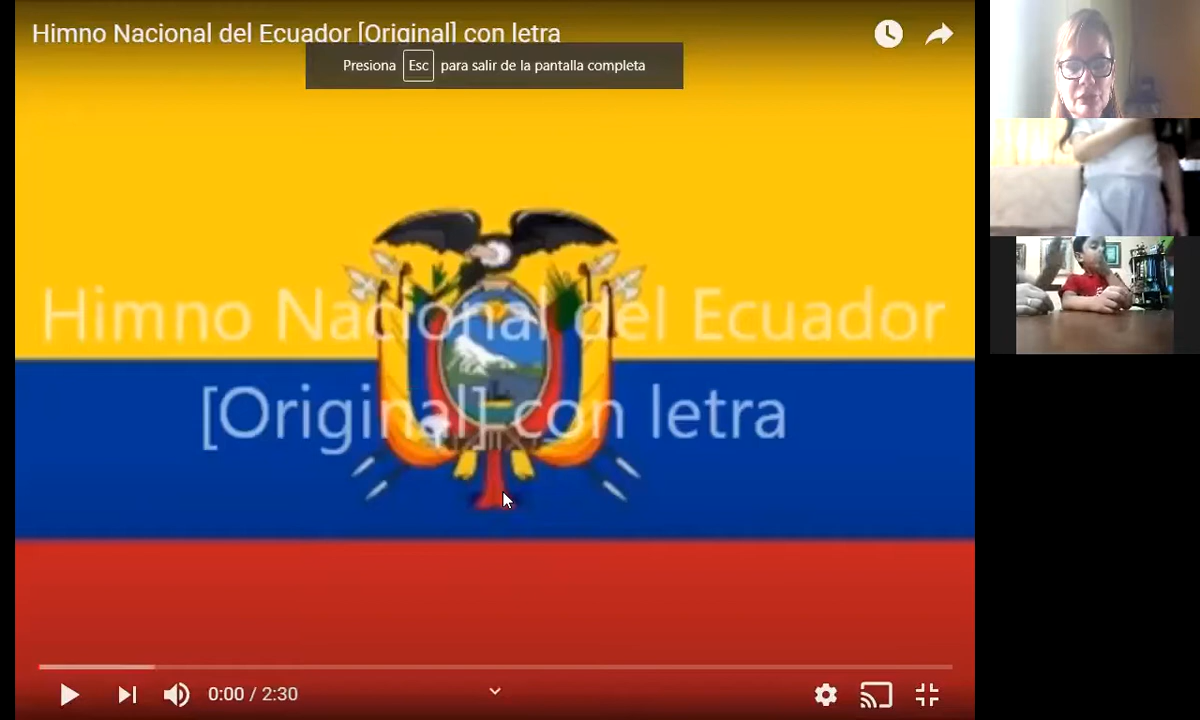 Himno Nacional del Ecuador [Original] con letra
Presiona Esc para salir de la pantalla completa
Himno Nacional del Ecuador
[Original] con letra
0:00 / 2:30